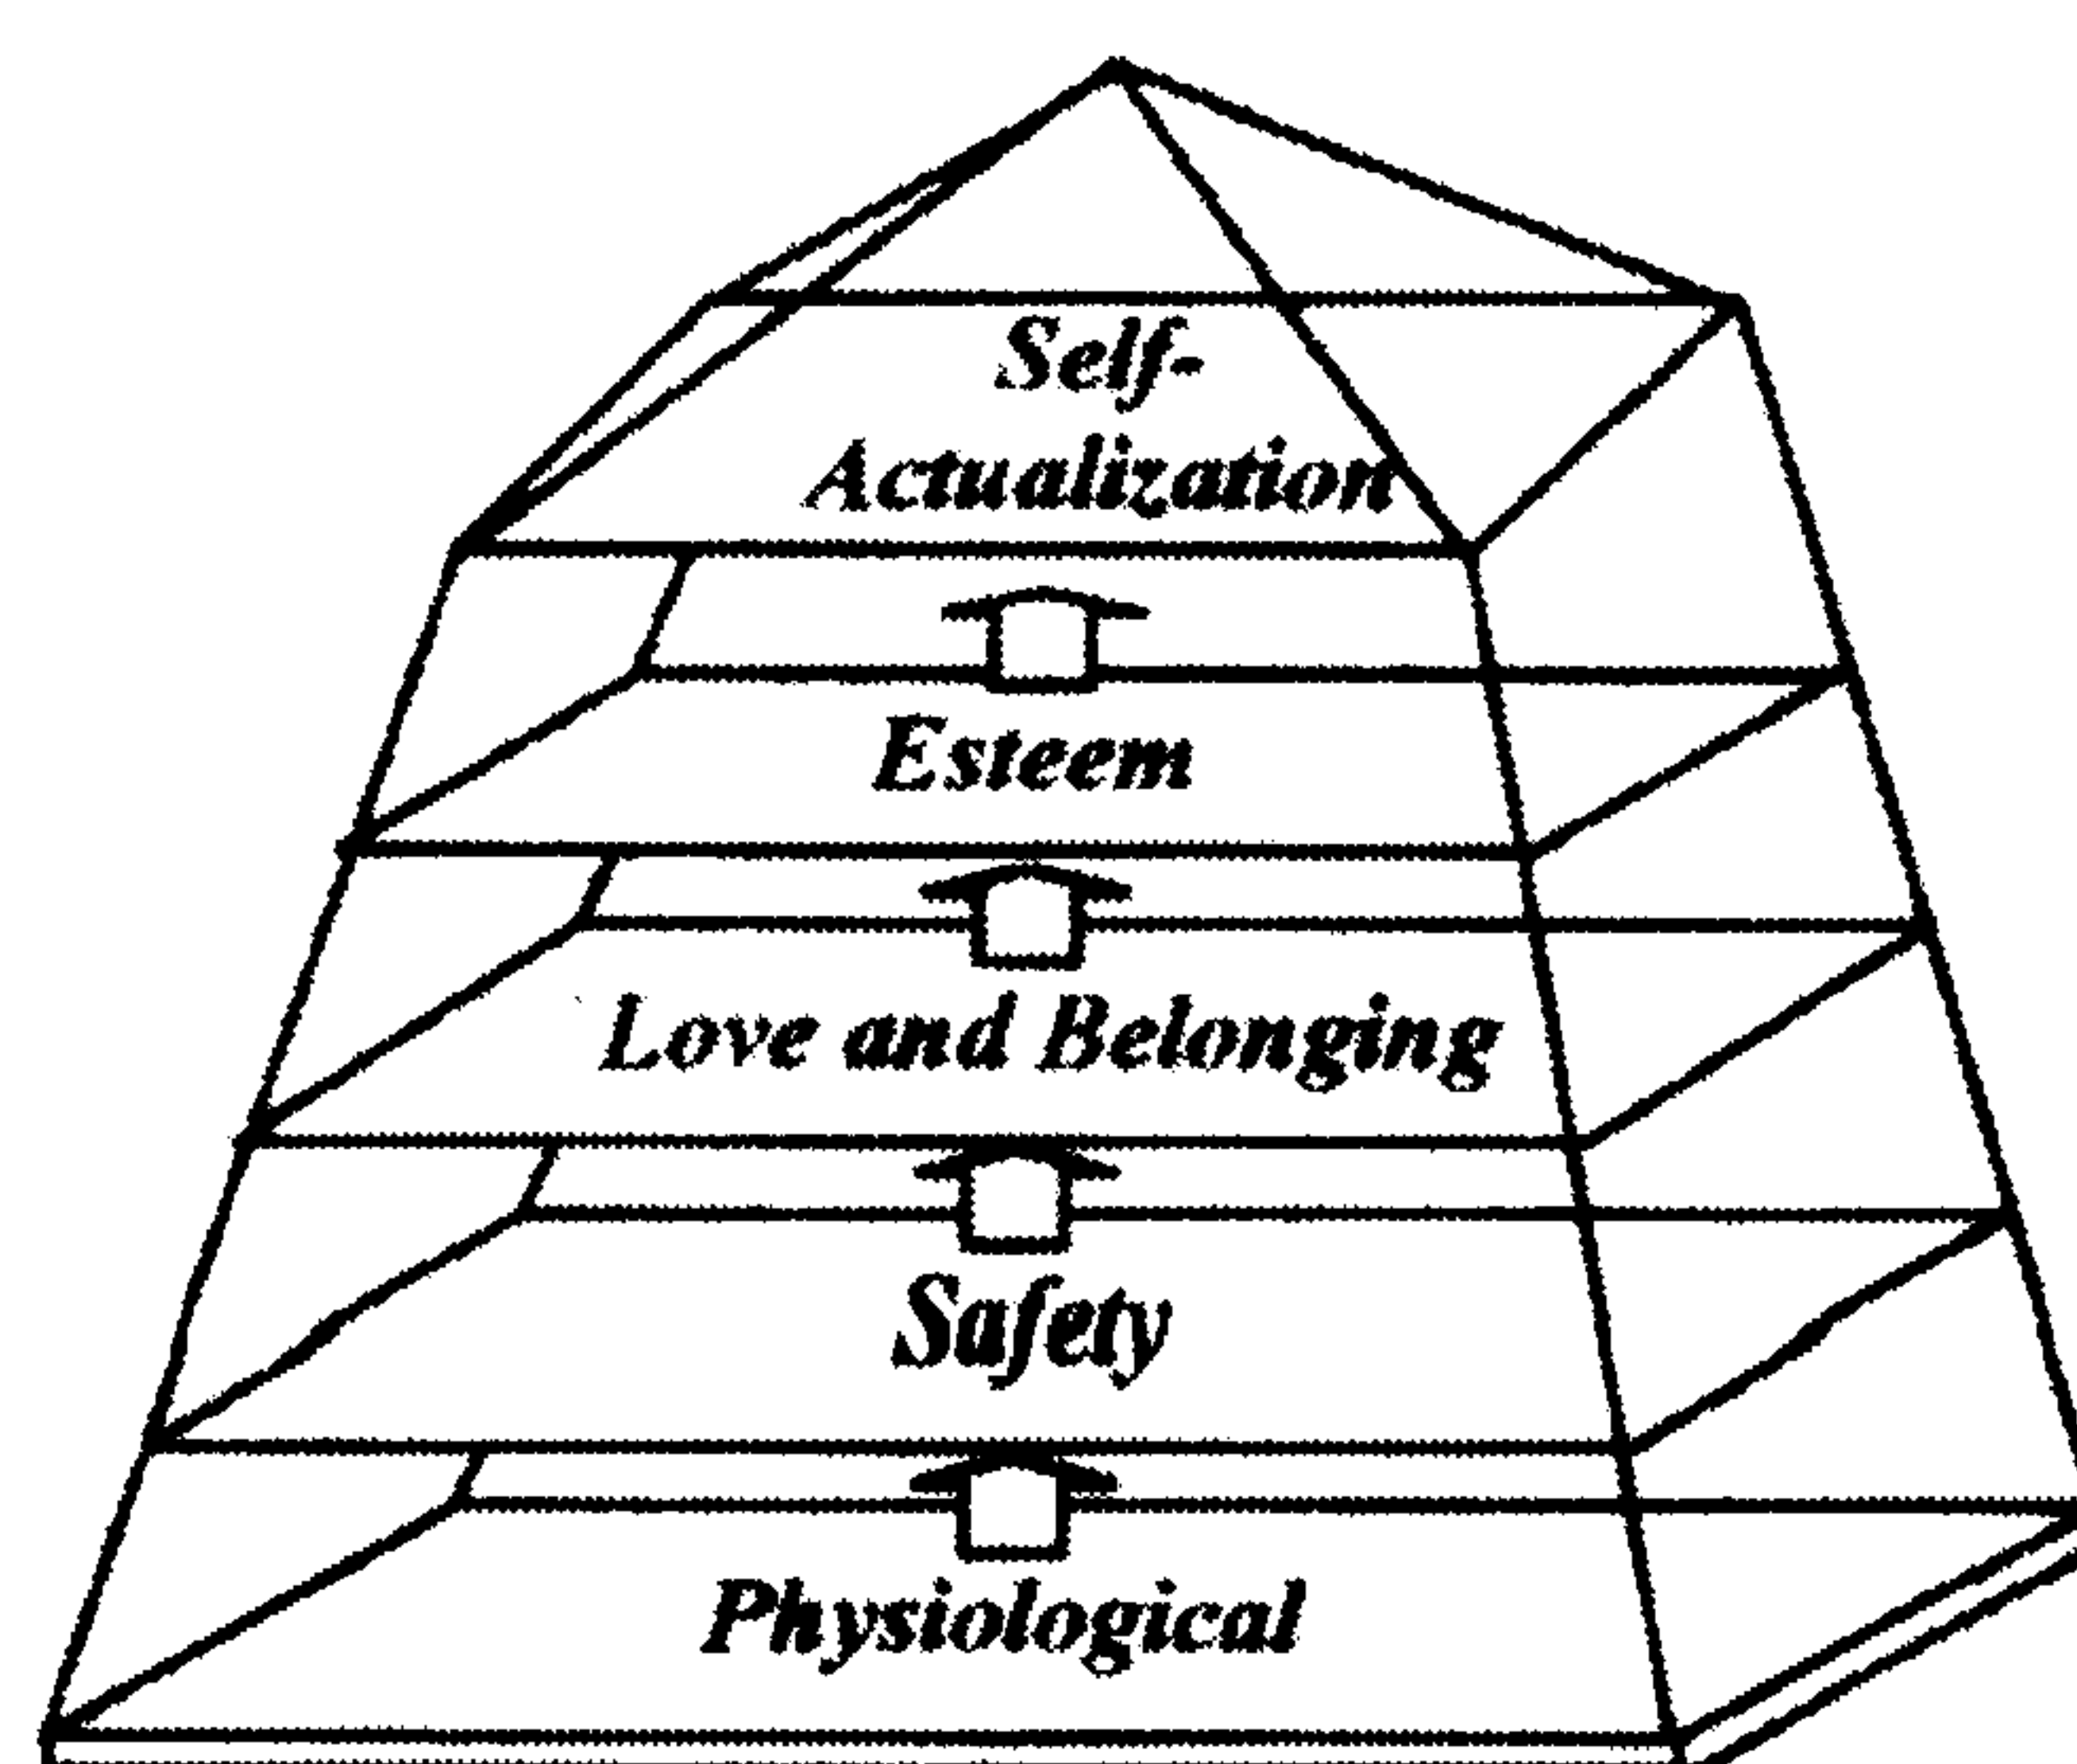 Self-
Actualization
Esteem
Love and Belonging
Safety
Physiological